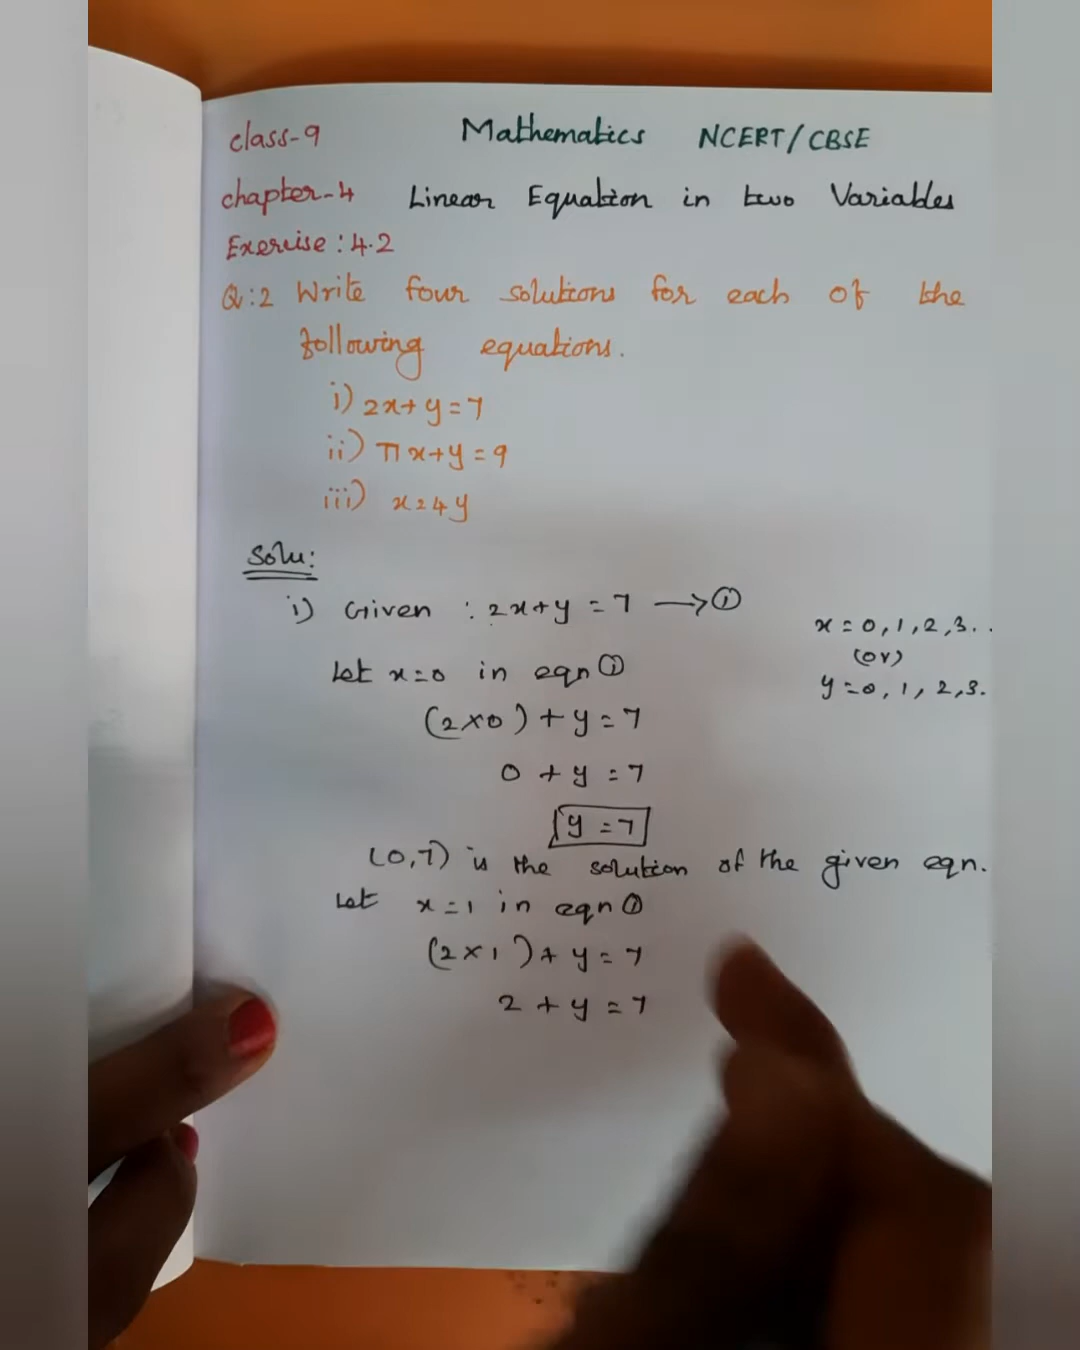 class-9 Mathematics NCERT/CBSE
chapter-4 Linear Equation in two Variables
Exercise : 4.2
Q:2 Write four solutions for each of the
following equations.
i) 2x+y=7
ii) πx+y=9
iii) x=4y
Solu:
i) Given : 2x+y=7 →①
x=0,1,2,3..
(or)
y=0,1,2,3.
Let x=0 in eqn ①
(2×0)+y=7
0+y=7
y=7
(0,7) is the solution of the given eqn.
Let x=1 in eqn ①
(2×1)+y=7
2+y=7